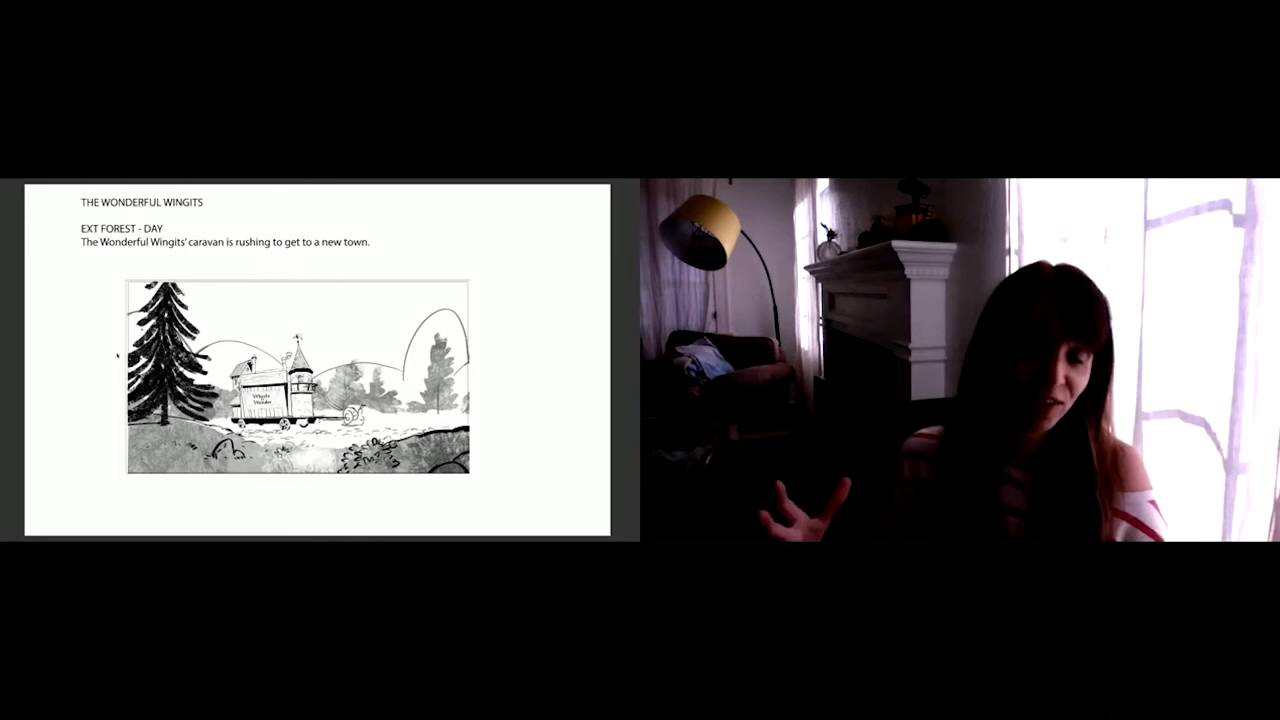 THE WONDERFUL WINGITS
EXT FOREST - DAY
The Wonderful Wingits' caravan is rushing to get to a new town.
Wheels
of
Wonder